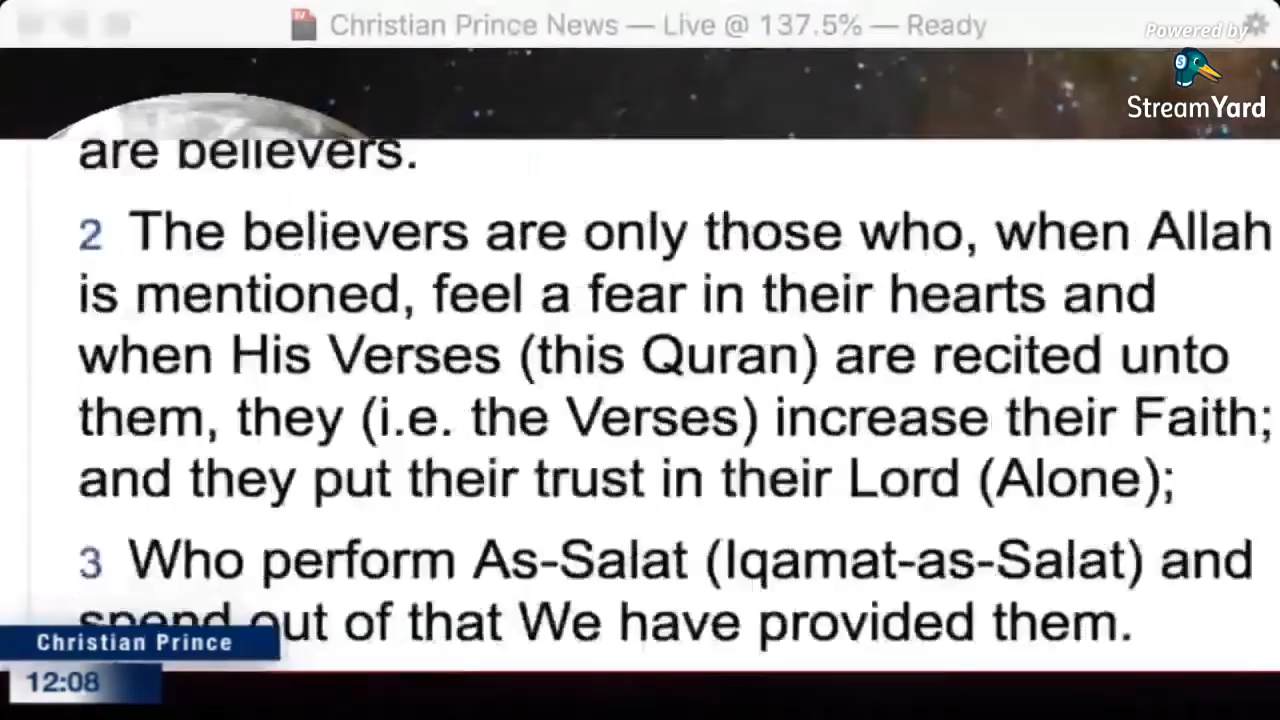 Christian Prince News — Live @ 137.5% — Ready
Powered by
StreamYard
are believers.
2 The believers are only those who, when Allah
is mentioned, feel a fear in their hearts and
when His Verses (this Quran) are recited unto
them, they (i.e. the Verses) increase their Faith;
and they put their trust in their Lord (Alone);
3 Who perform As-Salat (Iqamat-as-Salat) and
spend out of that We have provided them.
Christian Prince
12:08